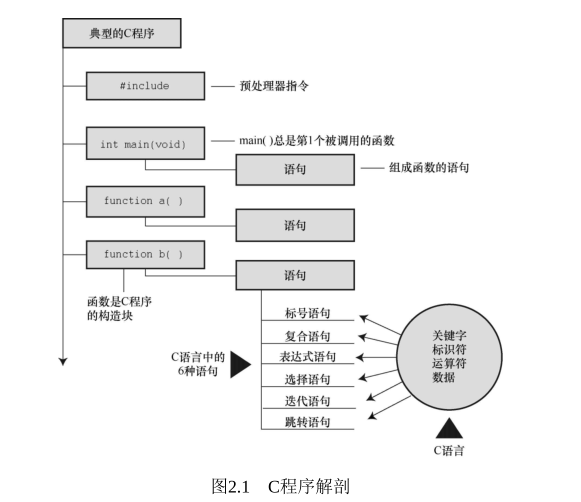 典型的C程序
#include
预处理器指令
int main(void)
main( )总是第1个被调用的函数
语句
组成函数的语句
function a( )
语句
function b( )
语句
函数是C程序
的构造块
标号语句
复合语句
表达式语句
选择语句
迭代语句
跳转语句
C语言中的
6种语句
关键字
标识符
运算符
数据
C语言
图2.1 C程序解剖